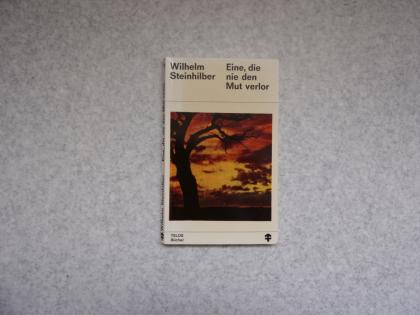 Wilhelm
Steinhilber
Eine, die
nie den
Mut verlor
TELOS
Bücher